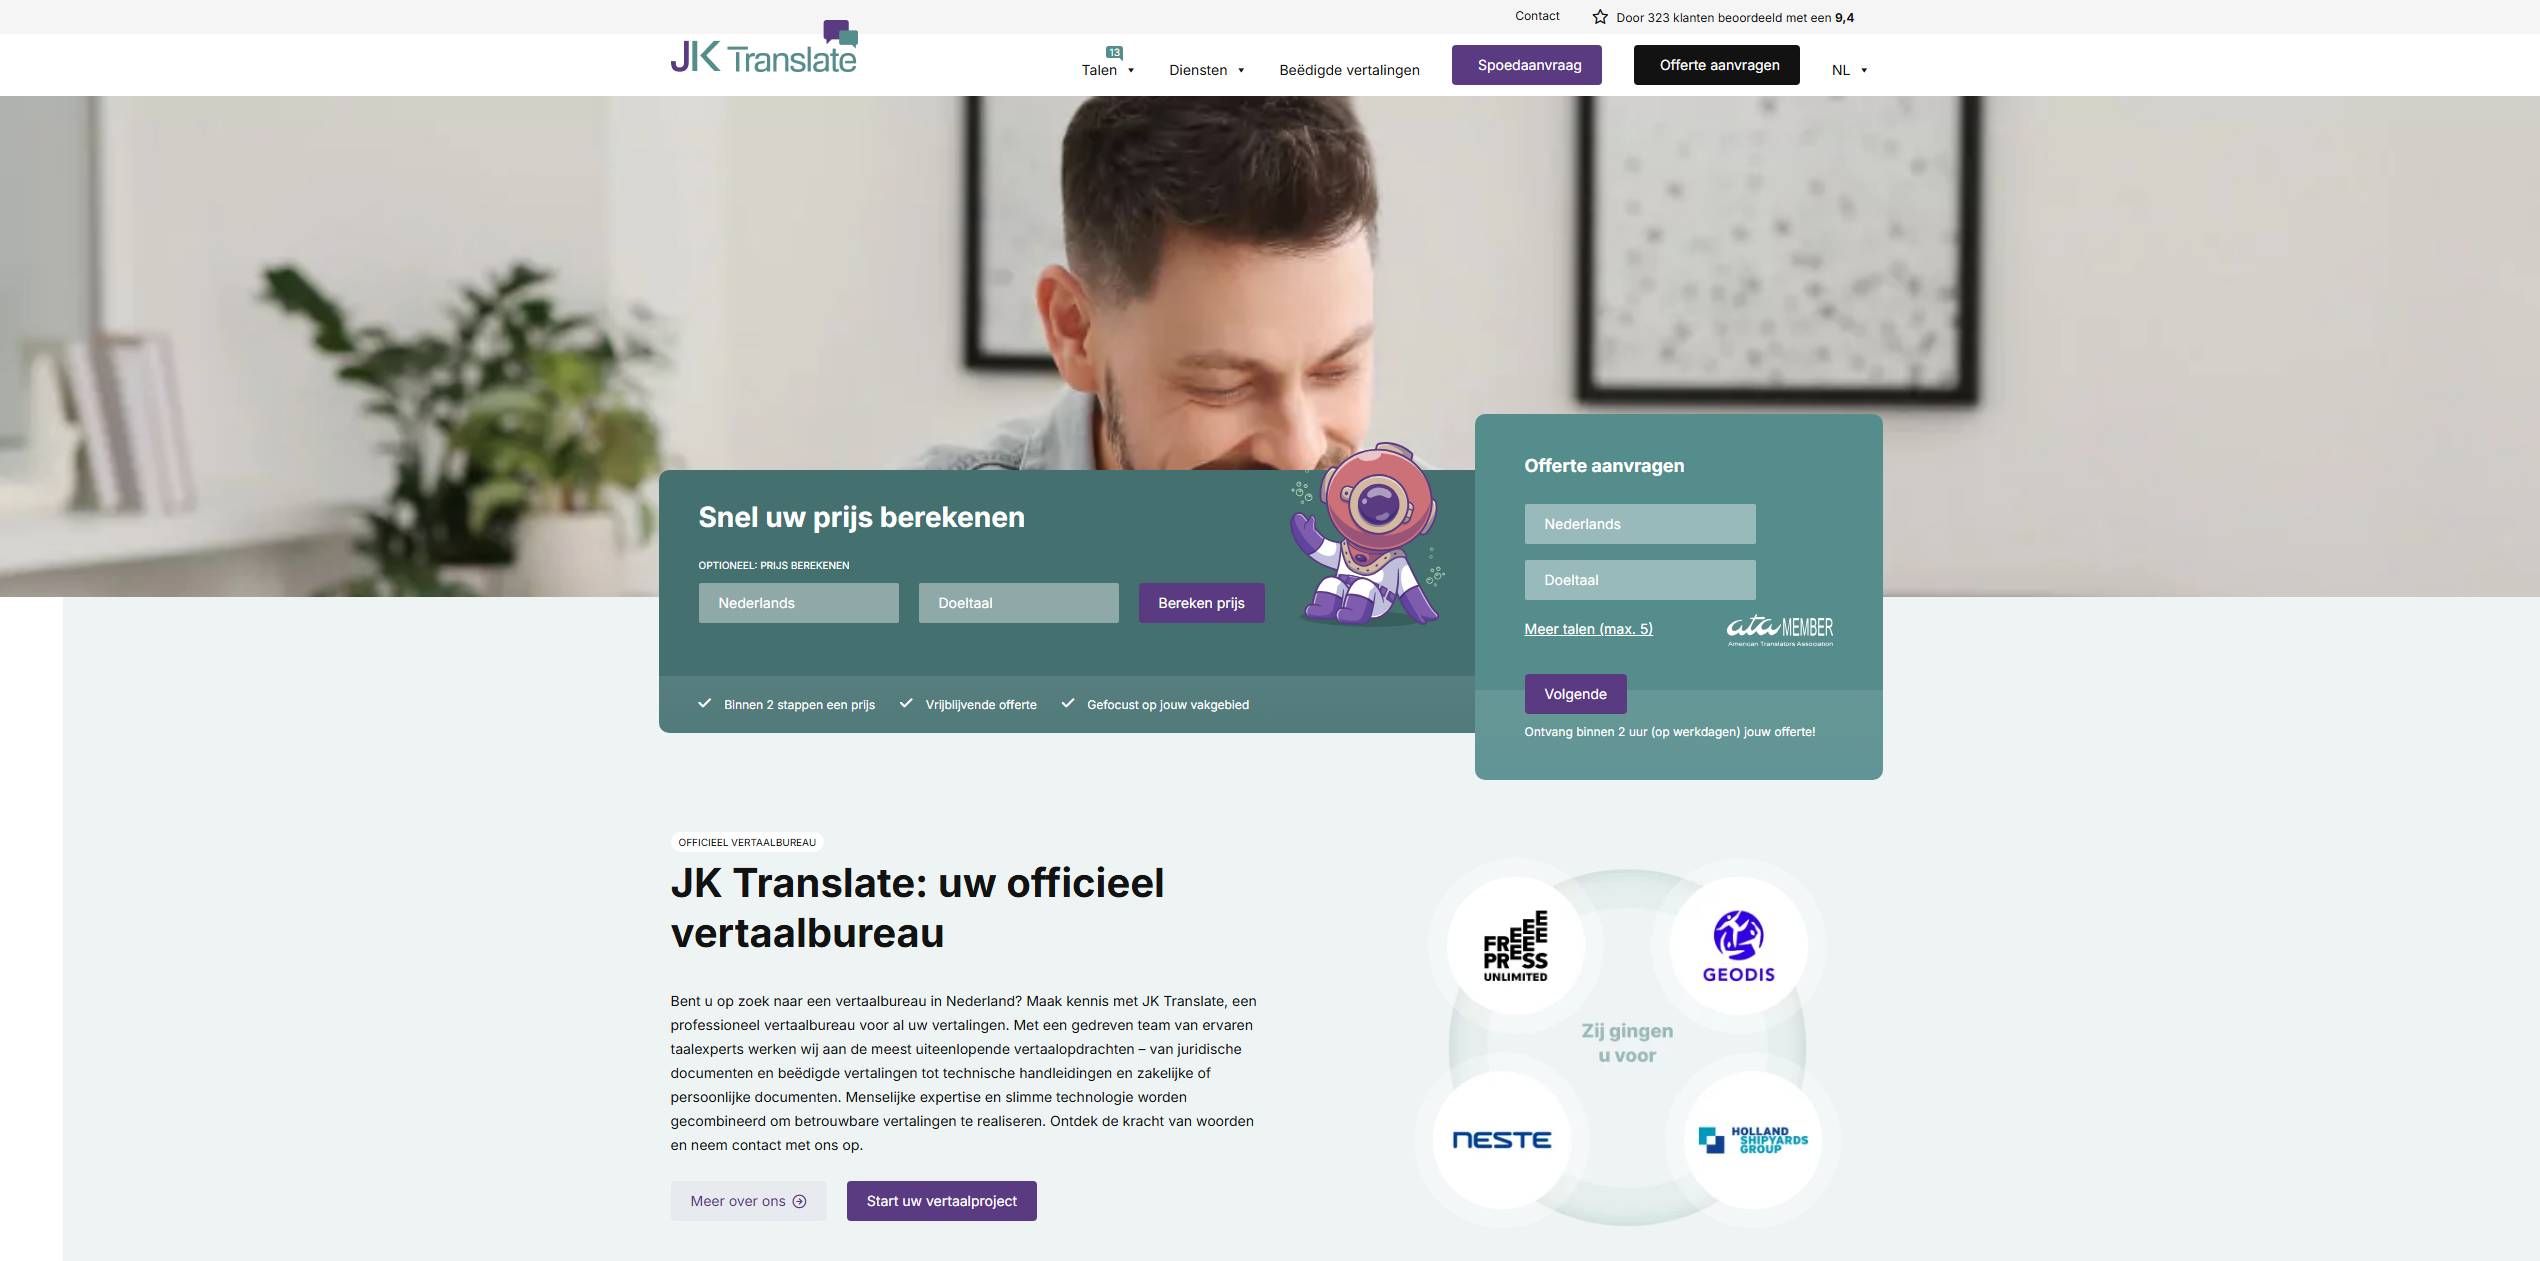 Contact
Door 323 klanten beoordeeld met een 9,4
JK Translate
13
Talen
Diensten
Beëdigde vertalingen
Spoedaanvraag
Offerte aanvragen
NL
Snel uw prijs berekenen
OPTIONEEL: PRIJS BEREKENEN
Nederlands
Doeltaal
Bereken prijs
Binnen 2 stappen een prijs
Vrijblijvende offerte
Gefocust op jouw vakgebied
Offerte aanvragen
Nederlands
Doeltaal
Meer talen (max. 5)
ata MEMBER
American Translators Association
Volgende
Ontvang binnen 2 uur (op werkdagen) jouw offerte!
OFFICIEEL VERTAALBUREAU
JK Translate: uw officieel
vertaalbureau
Bent u op zoek naar een vertaalbureau in Nederland? Maak kennis met JK Translate, een
professioneel vertaalbureau voor al uw vertalingen. Met een gedreven team van ervaren
taalexperts werken wij aan de meest uiteenlopende vertaalopdrachten – van juridische
documenten en beëdigde vertalingen tot technische handleidingen en zakelijke of
persoonlijke documenten. Menselijke expertise en slimme technologie worden
gecombineerd om betrouwbare vertalingen te realiseren. Ontdek de kracht van woorden
en neem contact met ons op.
Meer over ons
Start uw vertaalproject
FREEEEE
PREEESS
UNLIMITED
GEODIS
Zij gingen
u voor
NESTE
HOLLAND
SHIPYARDS
GROUP